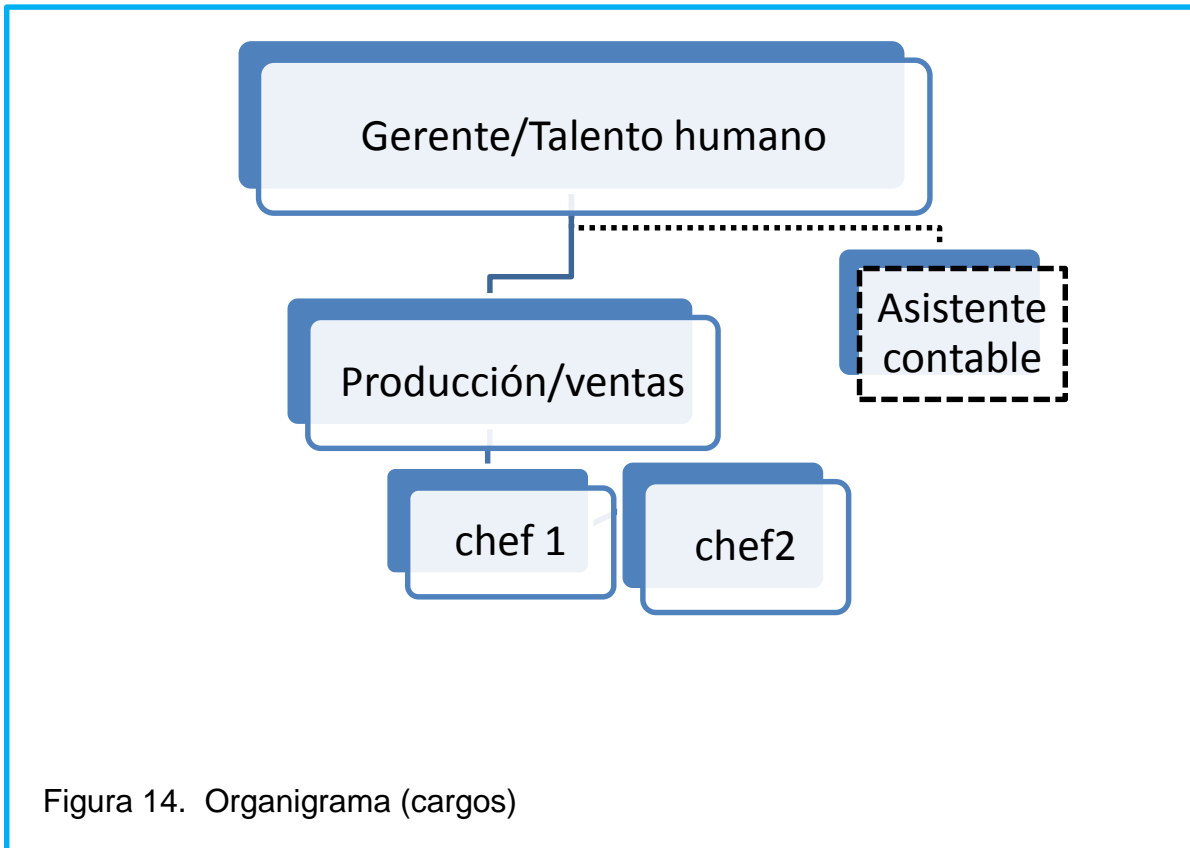 Gerente/Talento humano
Asistente
contable
Producción/ventas
chef 1
chef2
Figura 14.  Organigrama (cargos)